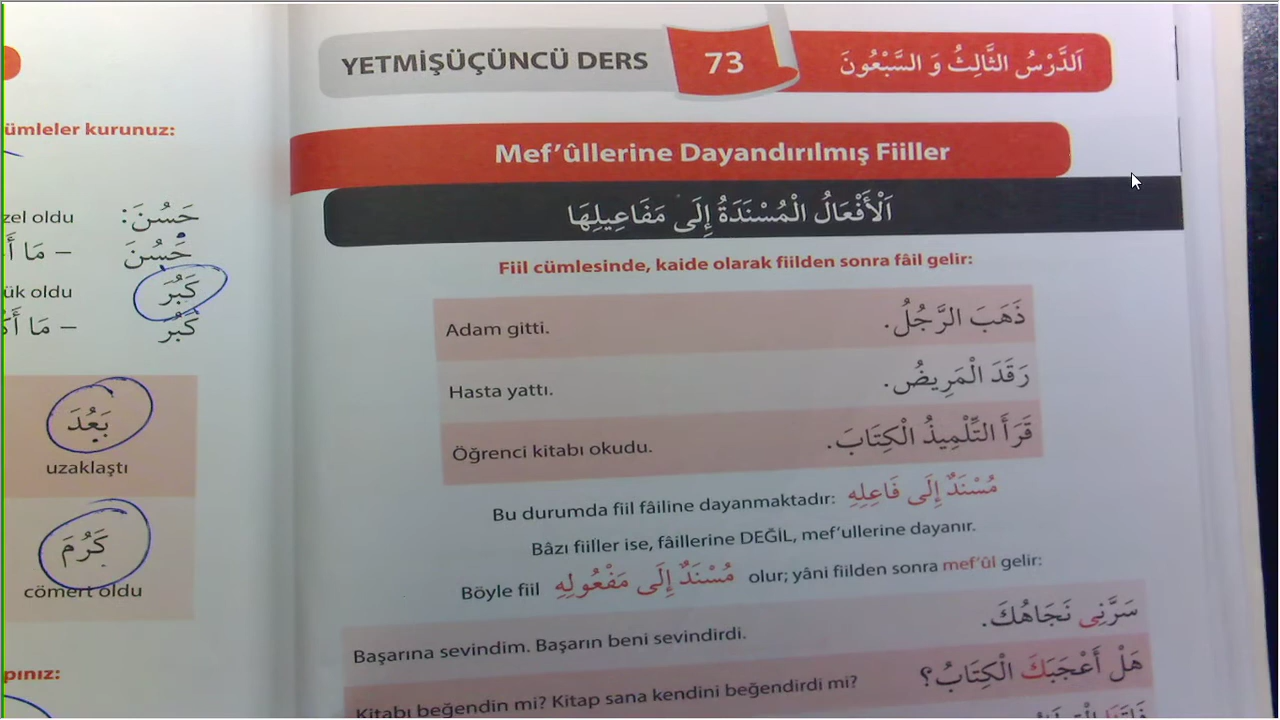 ümleler kurunuz:
zel oldu حَسُنَ:
حَسُنَ – مَا أَ
ük oldu كَبُرَ
كَبُرَ – مَا أَكْ
بَعُدَ
uzaklaştı
كَرُمَ
cömert oldu
pınız:
YETMİŞÜÇÜNCÜ DERS 73 اَلدَّرْسُ الثَّالِثُ وَ السَّبْعُونَ
Mef’ûllerine Dayandırılmış Fiiller
اَلْأَفْعَالُ الْمُسْنَدَةُ إِلَى مَفَاعِيلِهَا
Fiil cümlesinde, kaide olarak fiilden sonra fâil gelir:
Adam gitti. ذَهَبَ الرَّجُلُ.
Hasta yattı. رَقَدَ الْمَرِيضُ.
Öğrenci kitabı okudu. قَرَأَ التِّلْمِيذُ الْكِتَابَ.
Bu durumda fiil fâiline dayanmaktadır: مُسْنَدٌ إِلَى فَاعِلِهِ
Bâzı fiiller ise, fâillerine DEĞİL, mef’ullerine dayanır.
Böyle fiil مُسْنَدٌ إِلَى مَفْعُولِهِ olur; yâni fiilden sonra mef’ûl gelir:
Başarına sevindim. Başarın beni sevindirdi. سَرَّنِى نَجَاهُكَ.
Kitabı beğendin mi? Kitap sana kendini beğendirdi mi? هَلْ أَعْجَبَكَ الْكِتَابُ؟